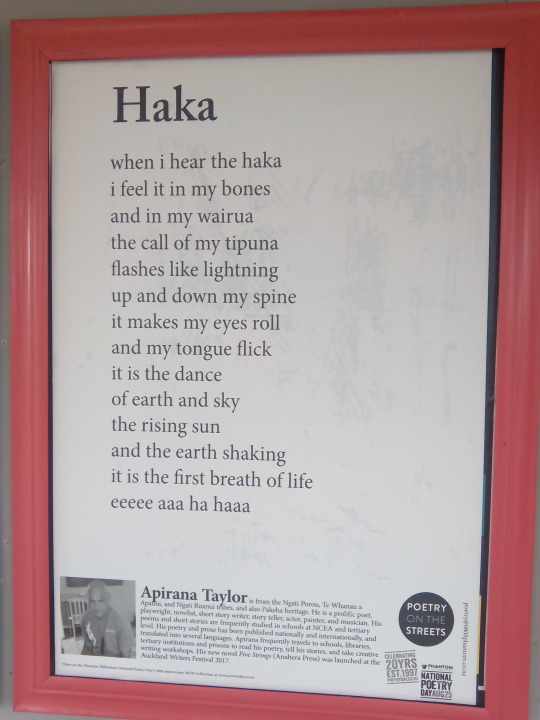 Haka
when i hear the haka
i feel it in my bones
and in my wairua
the call of my tipuna
flashes like lightning
up and down my spine
it makes my eyes roll
and my tongue flick
it is the dance
of earth and sky
the rising sun
and the earth shaking
it is the first breath of life
eeeee aaa ha haaa
Apirana Taylor is from the Ngati Porou, Te Whanau a
Apanui, and Ngati Ruanui tribes, and also Pakeha heritage. He is a prolific poet,
playwright, novelist, short story writer, story teller, actor, painter, and musician. His
poems and short stories are frequently studied in schools at NCEA and tertiary
level. His poetry and prose has been published nationally and internationally, and
translated into several languages. Apirana frequently travels to schools, libraries,
tertiary institutions and prisons to read his poetry, tell his stories, and take creative
writing workshops. His new novel Five Strings (Anahera Press) was launched at the
Auckland Writers Festival 2017.
POETRY
ON THE
STREETS
CELEBRATING
20YRS
EST.1997
PHANTOM
NATIONAL
POETRY
DAY AUG25